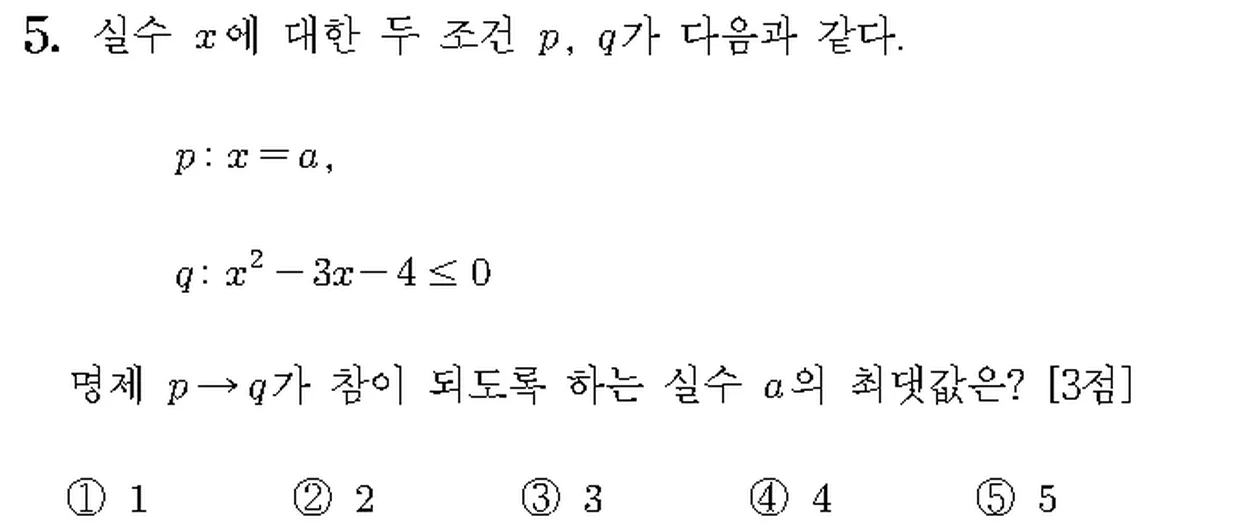 5. 실수 x에 대한 두 조건 p, q가 다음과 같다.
p: x = a,
q: x² − 3x − 4 ≤ 0
명제 p → q가 참이 되도록 하는 실수 a의 최댓값은? [3점]
① 1 ② 2 ③ 3 ④ 4 ⑤ 5